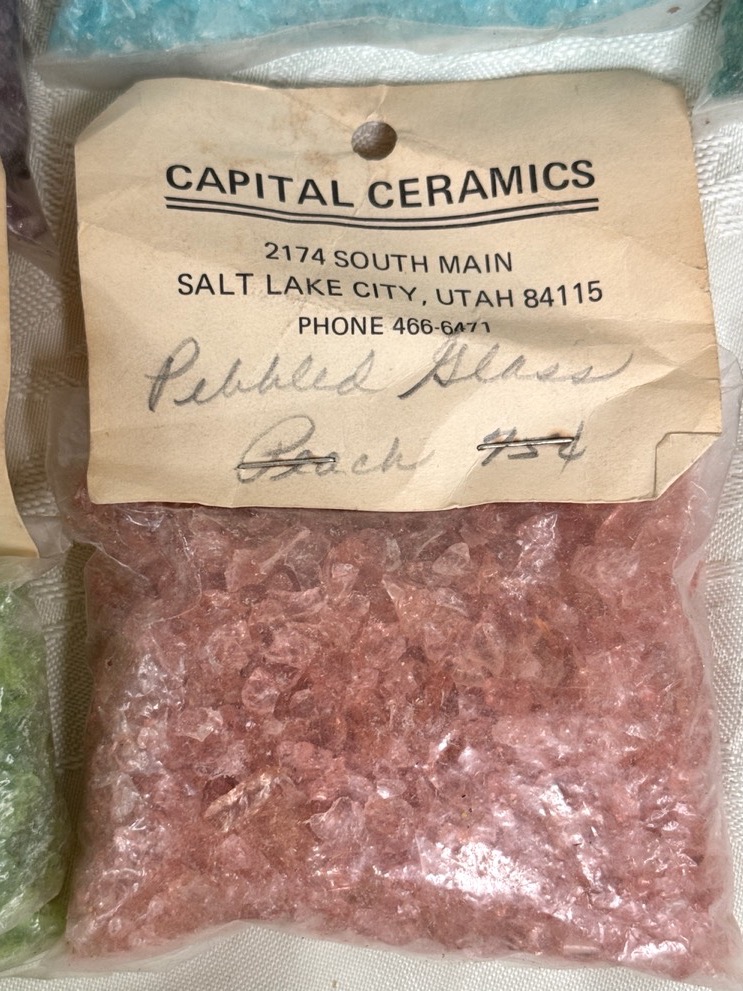 CAPITAL CERAMICS
2174 SOUTH MAIN
SALT LAKE CITY, UTAH 84115
PHONE 466-6471
Pebbled Glass
Peach 75¢